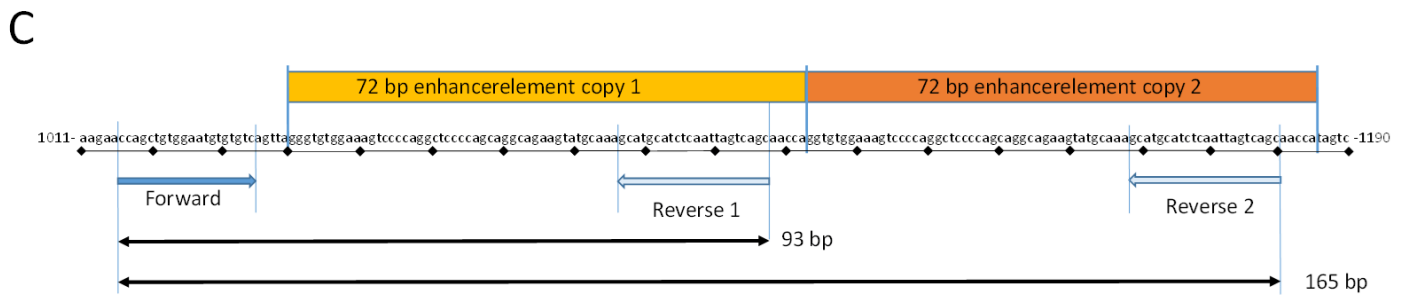 C
72 bp enhancerelement copy 1 72 bp enhancerelement copy 2
1011- aagaaccagctgtggaatgtgtgtcagttagggtgtggaaagtccccaggctccccagcaggcagaagtatgcaaagcatgcatctcaattagtcagcaaccaggtgtggaaagtccccaggctccccagcaggcagaagtatgcaaagcatgcatctcaattagtcagcaaccatagtc -1190
Forward Reverse 1 Reverse 2
93 bp
165 bp